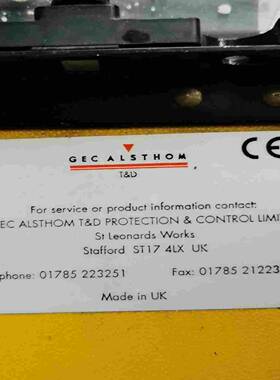 GEC ALSTHOM
T&D
CE
For service or product information contact:
EC ALSTHOM T&D PROTECTION & CONTROL LIMI
St Leonards Works
Stafford ST17 4LX UK
phone: 01785 223251 Fax: 01785 21223
Made in UK